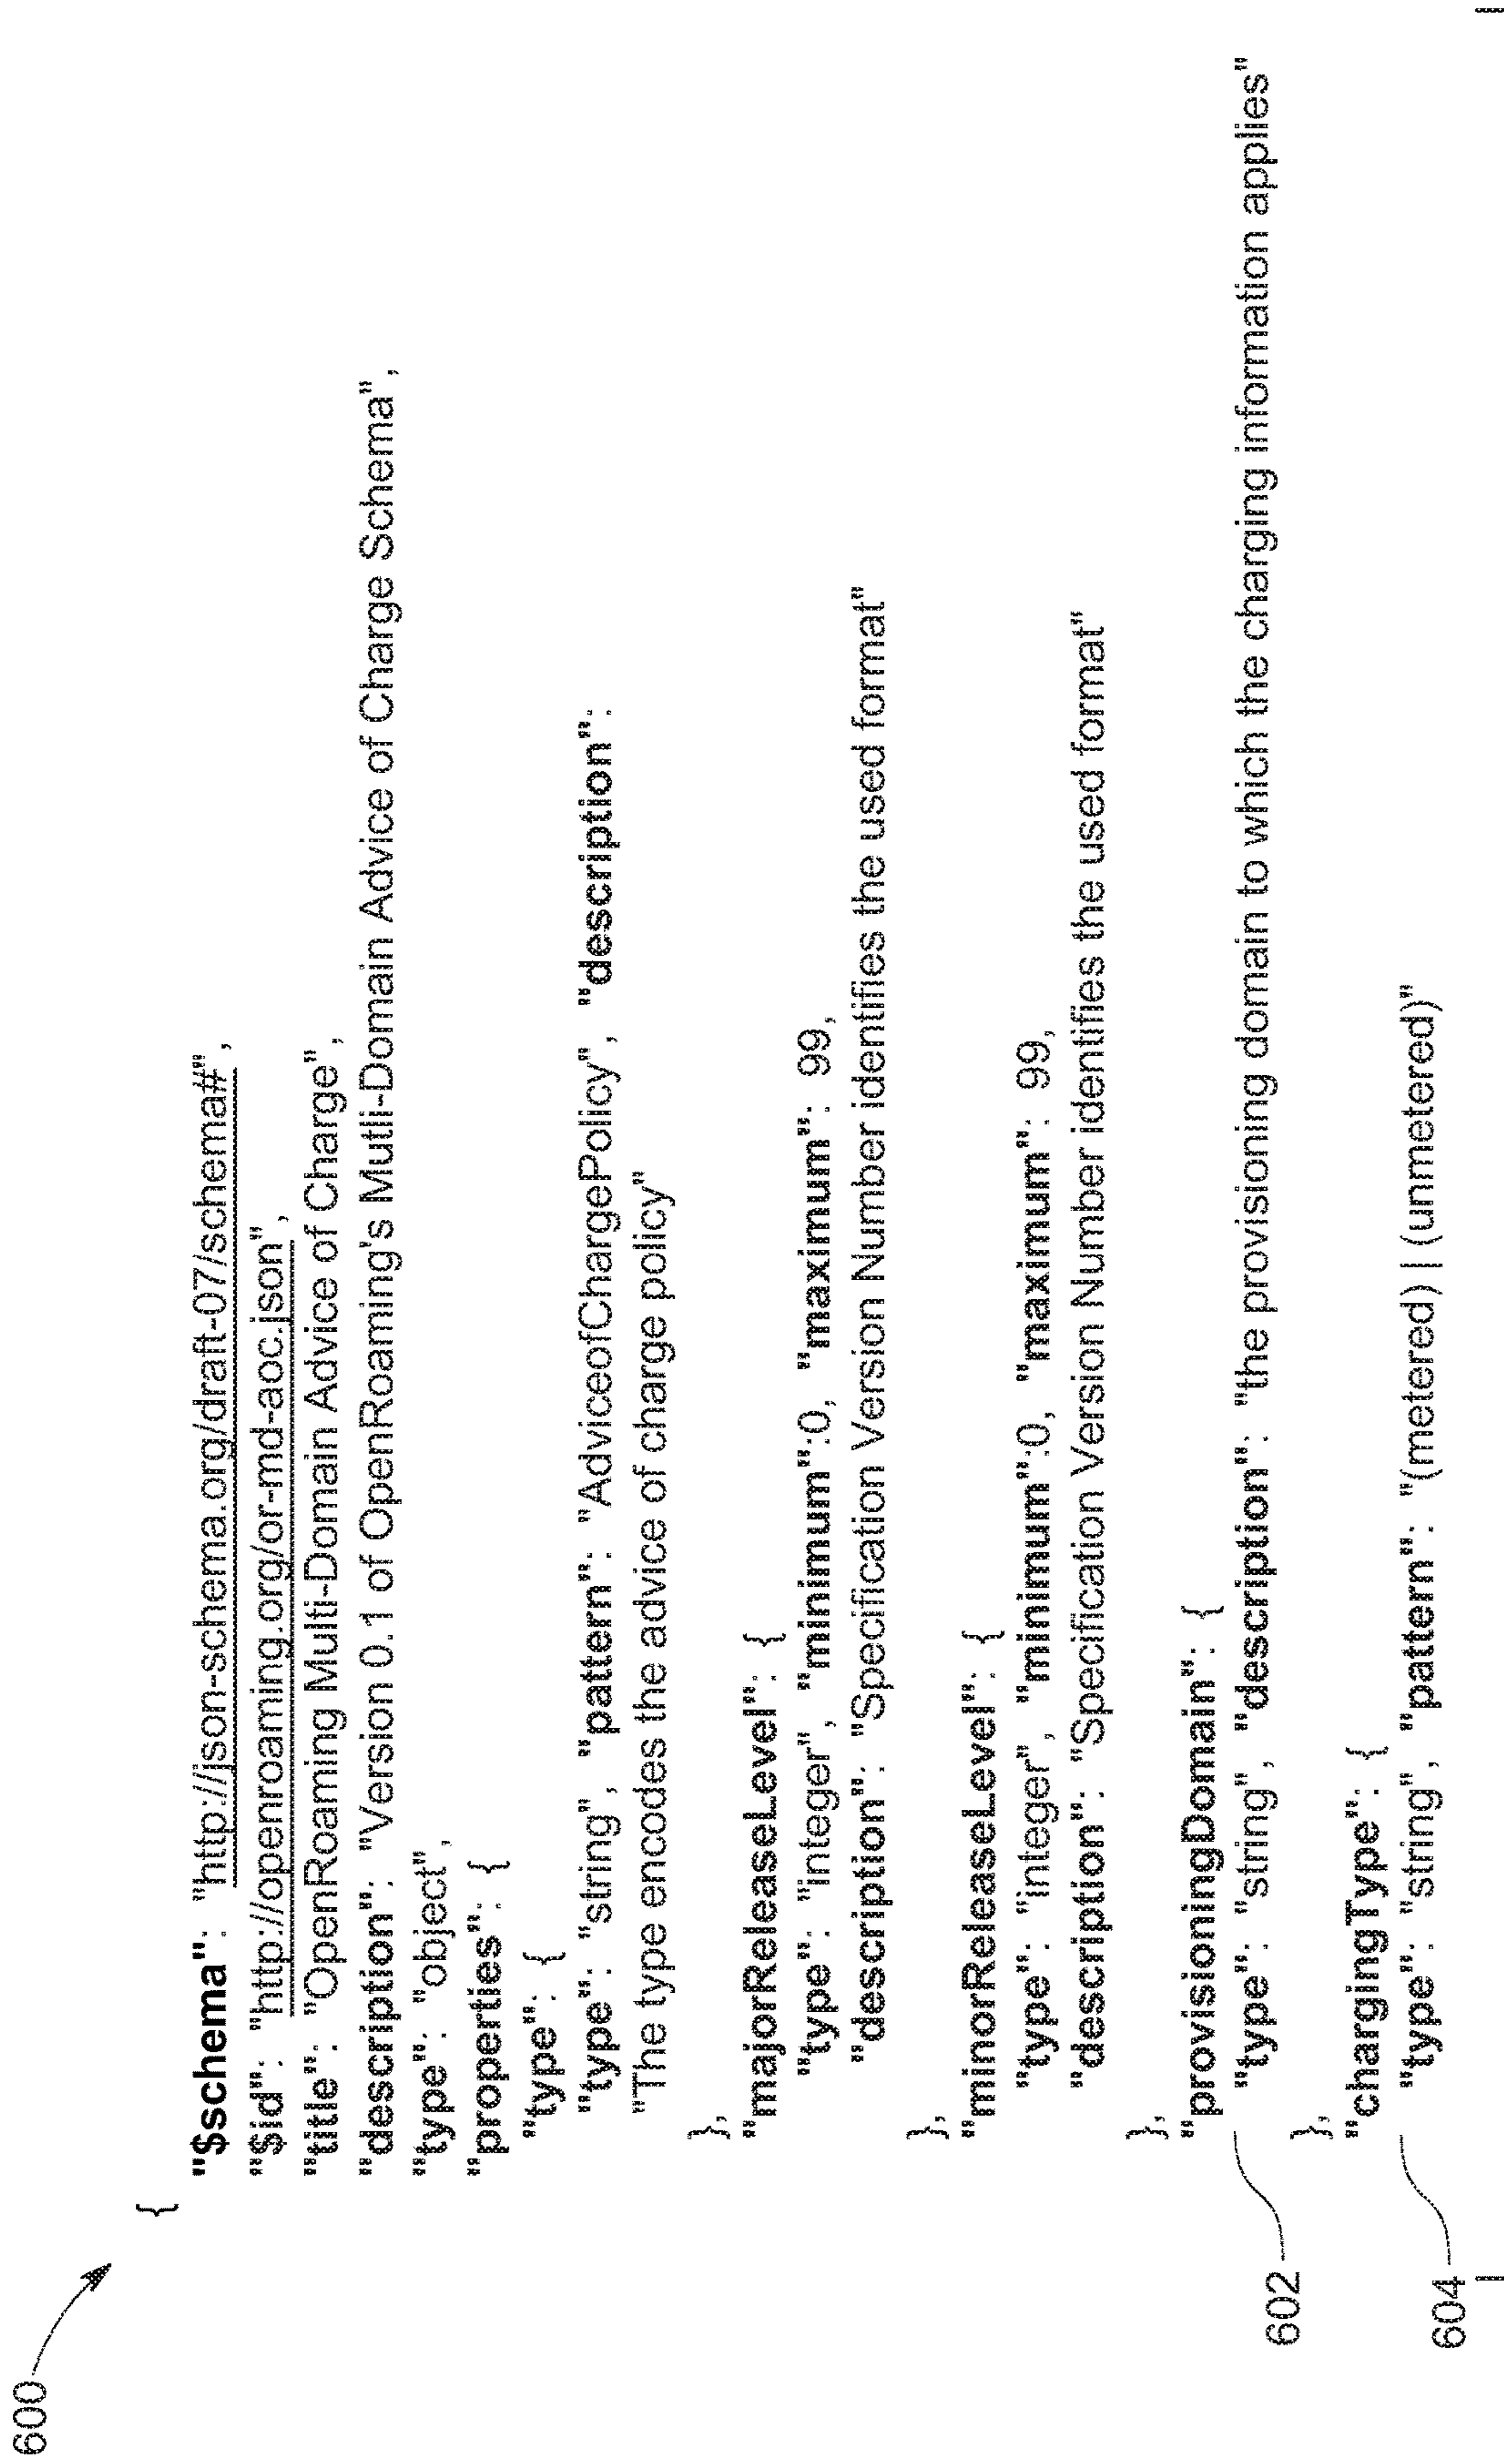 600
{
"$schema": "http://json-schema.org/draft-07/schema#",
"$id": "http://openroaming.org/or-md-aoc.json",
"title": "OpenRoaming Multi-Domain Advice of Charge",
"description": "Version 0.1 of OpenRoaming's Mutli-Domain Advice of Charge Schema",
"type": "object",
"properties": {
"type": {
"type": "string", "pattern": "AdviceofChargePolicy", "description":
"The type encodes the advice of charge policy"
},
"majorReleaseLevel": {
"type": "integer", "minimum":0, "maximum": 99,
"description": "Specification Version Number identifies the used format"
},
"minorReleaseLevel": {
"type": "integer", "minimum":0, "maximum": 99,
"description": "Specification Version Number identifies the used format"
},
"provisioningDomain": {
602 "type": "string", "description": "the provisioning domain to which the charging information applies"
},
"chargingType": {
604 "type": "string", "pattern": "(metered) | (unmetered)"